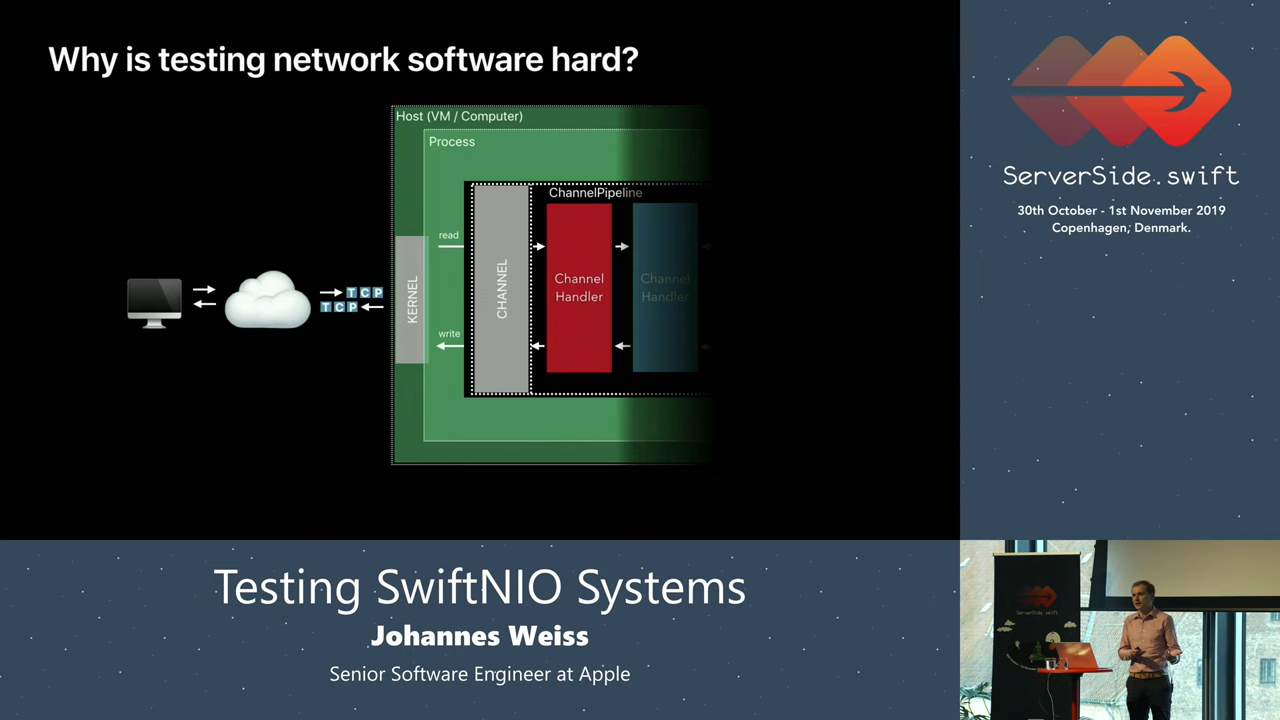 Why is testing network software hard?
Host (VM / Computer)
Process
ChannelPipeline
read
write
KERNEL
CHANNEL
Channel
Handler
Channel
Handler
TCP
TCP
ServerSide.swift
30th October - 1st November 2019
Copenhagen, Denmark.
Testing SwiftNIO Systems
Johannes Weiss
Senior Software Engineer at Apple
ServerSide.swift